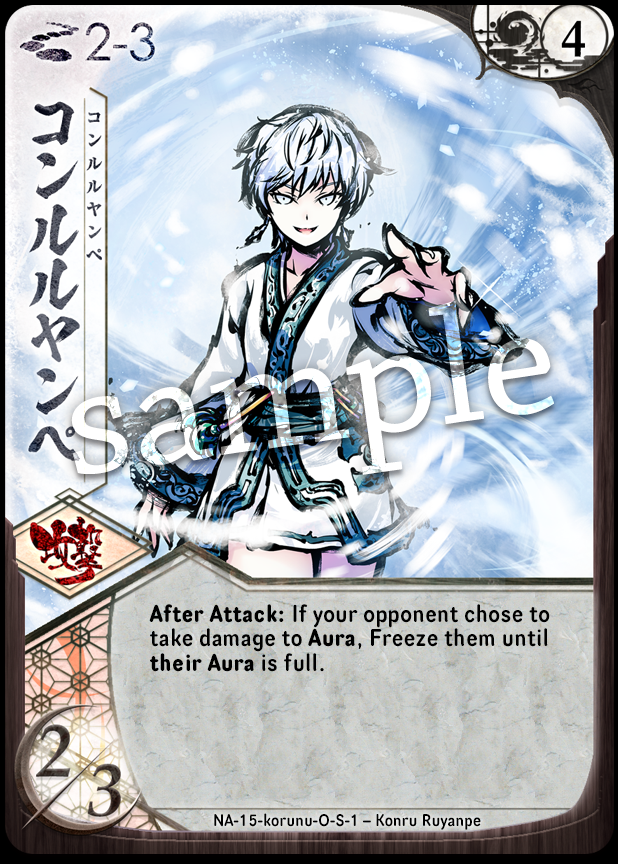 2-3
4
コンルルヤンペ
コンルルヤンペ
sample
攻撃
After Attack: If your opponent chose to
take damage to Aura, Freeze them until
their Aura is full.
2/3
NA-15-korunu-O-S-1 – Konru Ruyanpe